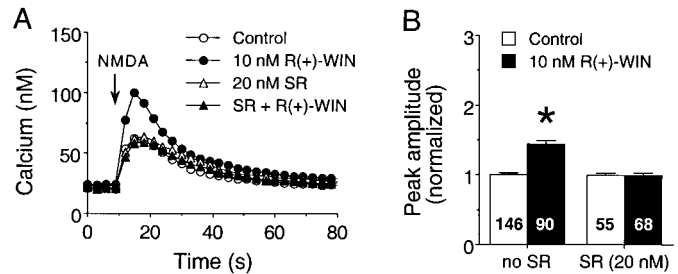 A
Calcium (nM)
150
100
50
0
NMDA
Control
10 nM R(+)-WIN
20 nM SR
SR + R(+)-WIN
0 20 40 60 80
Time (s)
B
Peak amplitude
(normalized)
3
2
1
0
Control
10 nM R(+)-WIN
*
146 90 55 68
no SR SR (20 nM)